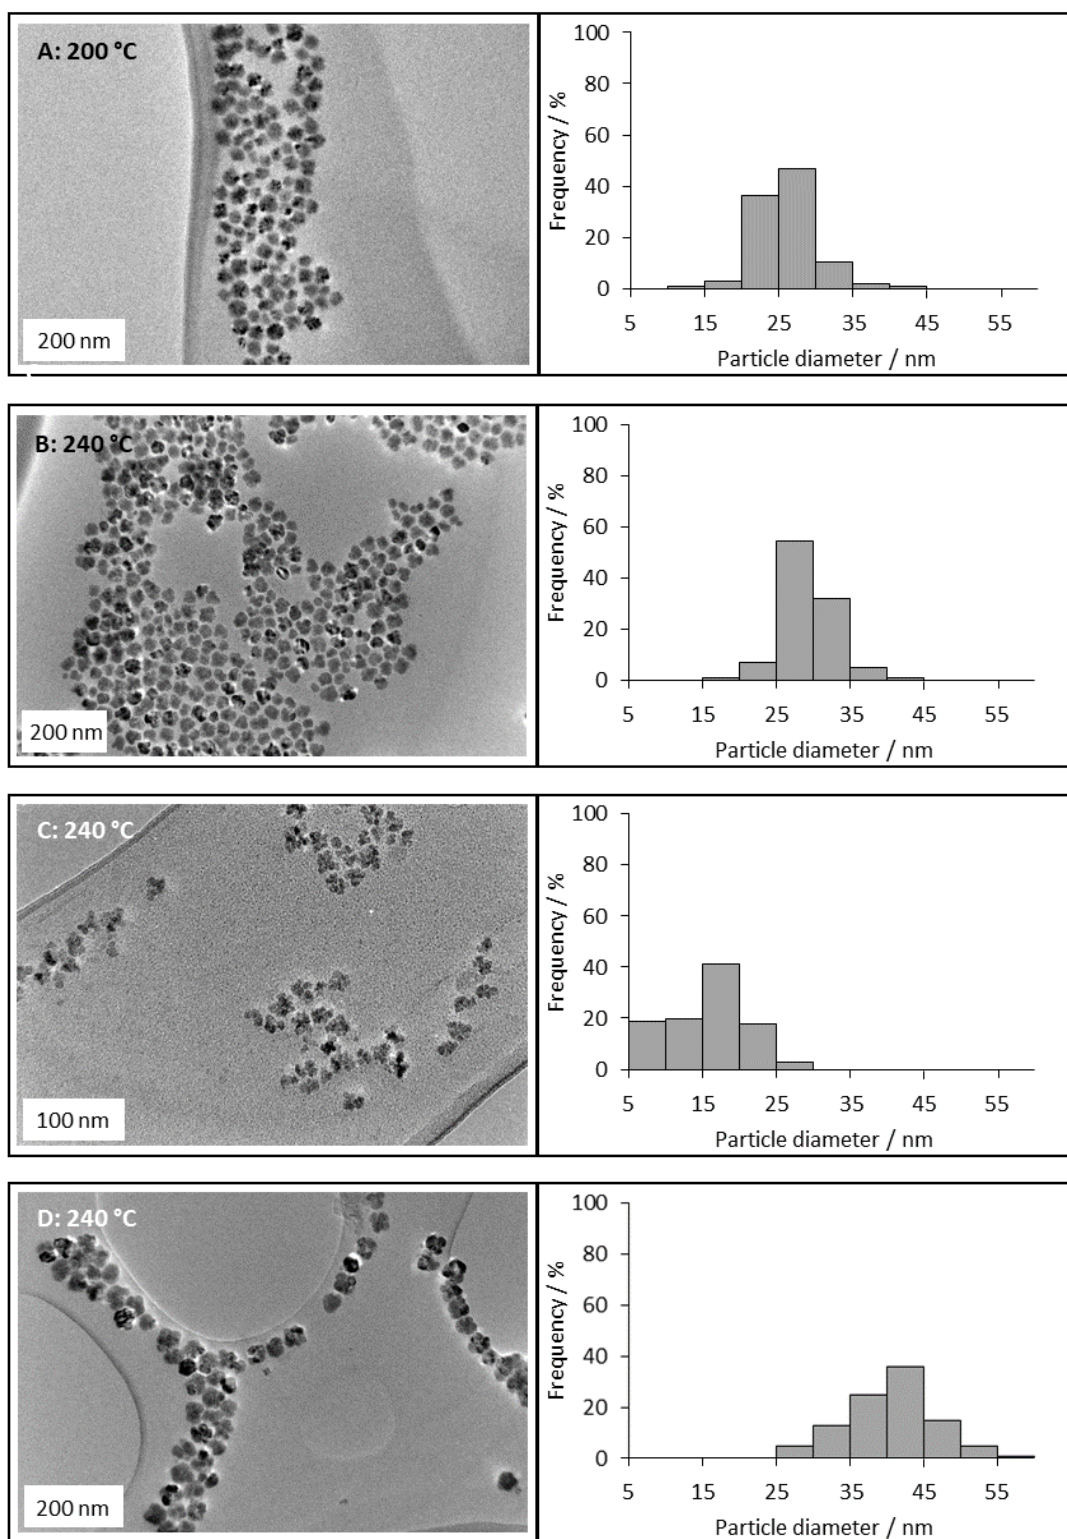 A: 200 °C
200 nm
100
80
60
40
20
0
Frequency / %
5 15 25 35 45 55
Particle diameter / nm
B: 240 °C
200 nm
100
80
60
40
20
0
Frequency / %
5 15 25 35 45 55
Particle diameter / nm
C: 240 °C
100 nm
100
80
60
40
20
0
Frequency / %
5 15 25 35 45 55
Particle diameter / nm
D: 240 °C
200 nm
100
80
60
40
20
0
Frequency / %
5 15 25 35 45 55
Particle diameter / nm